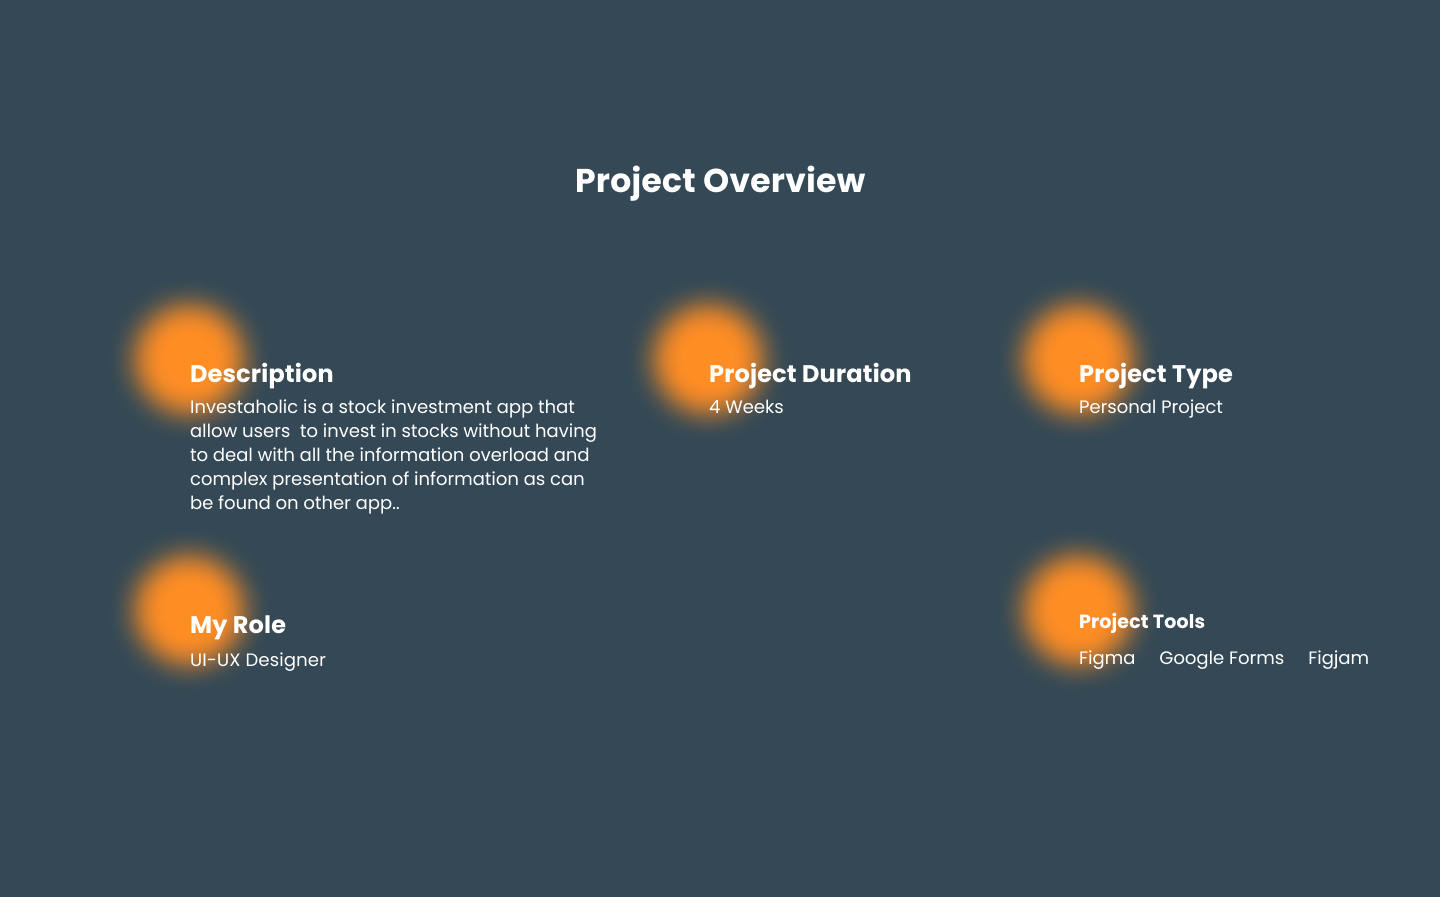 Project Overview
Description
Investaholic is a stock investment app that
allow users  to invest in stocks without having
to deal with all the information overload and
complex presentation of information as can
be found on other app..
Project Duration
4 Weeks
Project Type
Personal Project
My Role
UI-UX Designer
Project Tools
Figma Google Forms Figjam